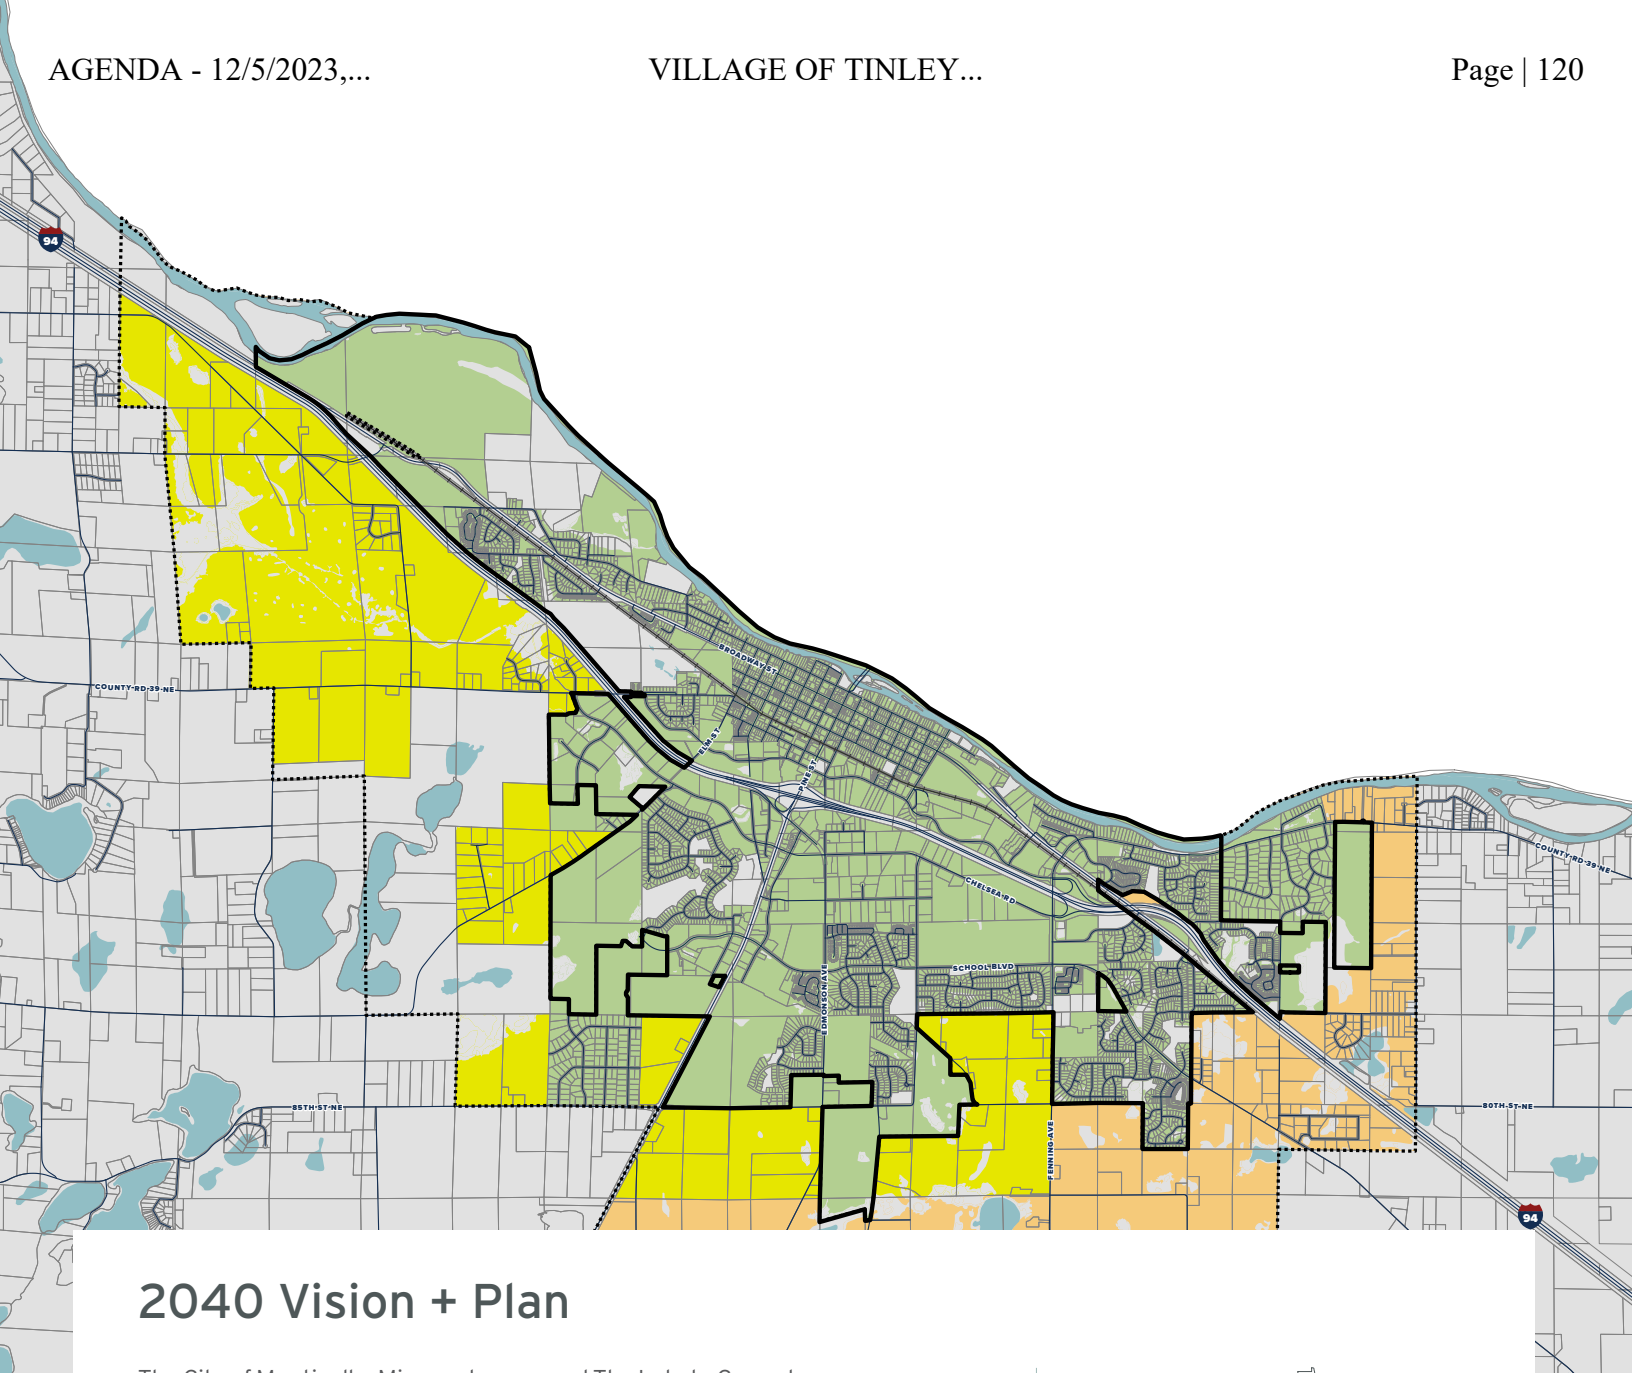 AGENDA - 12/5/2023,...
VILLAGE OF TINLEY...
Page | 120
94
BROADWAY ST
COUNTY RD 39 NE
ELM ST
PINE ST
COUNTY RD 39 NE
CHELSEA RD
SCHOOL BLVD
EDMONSON AVE
85TH ST NE
80TH ST NE
FENNING AVE
94
2040 Vision + Plan